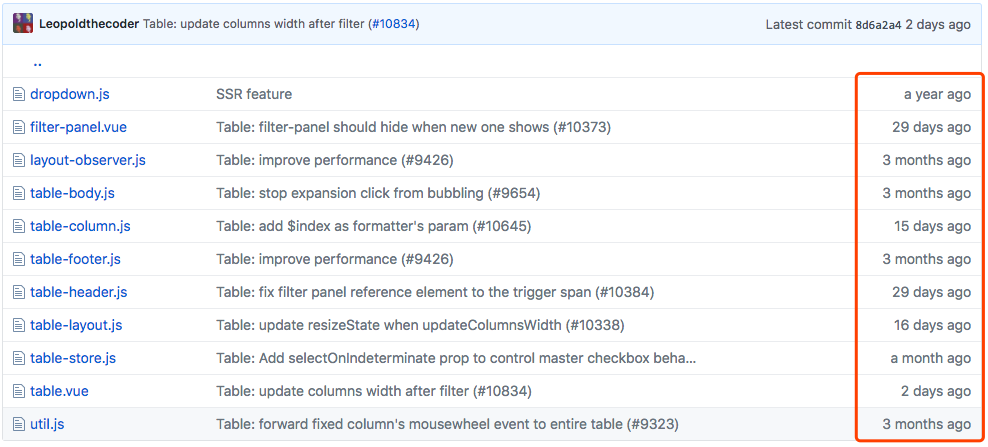 Leopoldthecoder Table: update columns width after filter (#10834) Latest commit 8d6a2a4 2 days ago
..
dropdown.js SSR feature a year ago
filter-panel.vue Table: filter-panel should hide when new one shows (#10373) 29 days ago
layout-observer.js Table: improve performance (#9426) 3 months ago
table-body.js Table: stop expansion click from bubbling (#9654) 3 months ago
table-column.js Table: add $index as formatter's param (#10645) 15 days ago
table-footer.js Table: improve performance (#9426) 3 months ago
table-header.js Table: fix filter panel reference element to the trigger span (#10384) 29 days ago
table-layout.js Table: update resizeState when updateColumnsWidth (#10338) 16 days ago
table-store.js Table: Add selectOnIndeterminate prop to control master checkbox beha... a month ago
table.vue Table: update columns width after filter (#10834) 2 days ago
util.js Table: forward fixed column's mousewheel event to entire table (#9323) 3 months ago